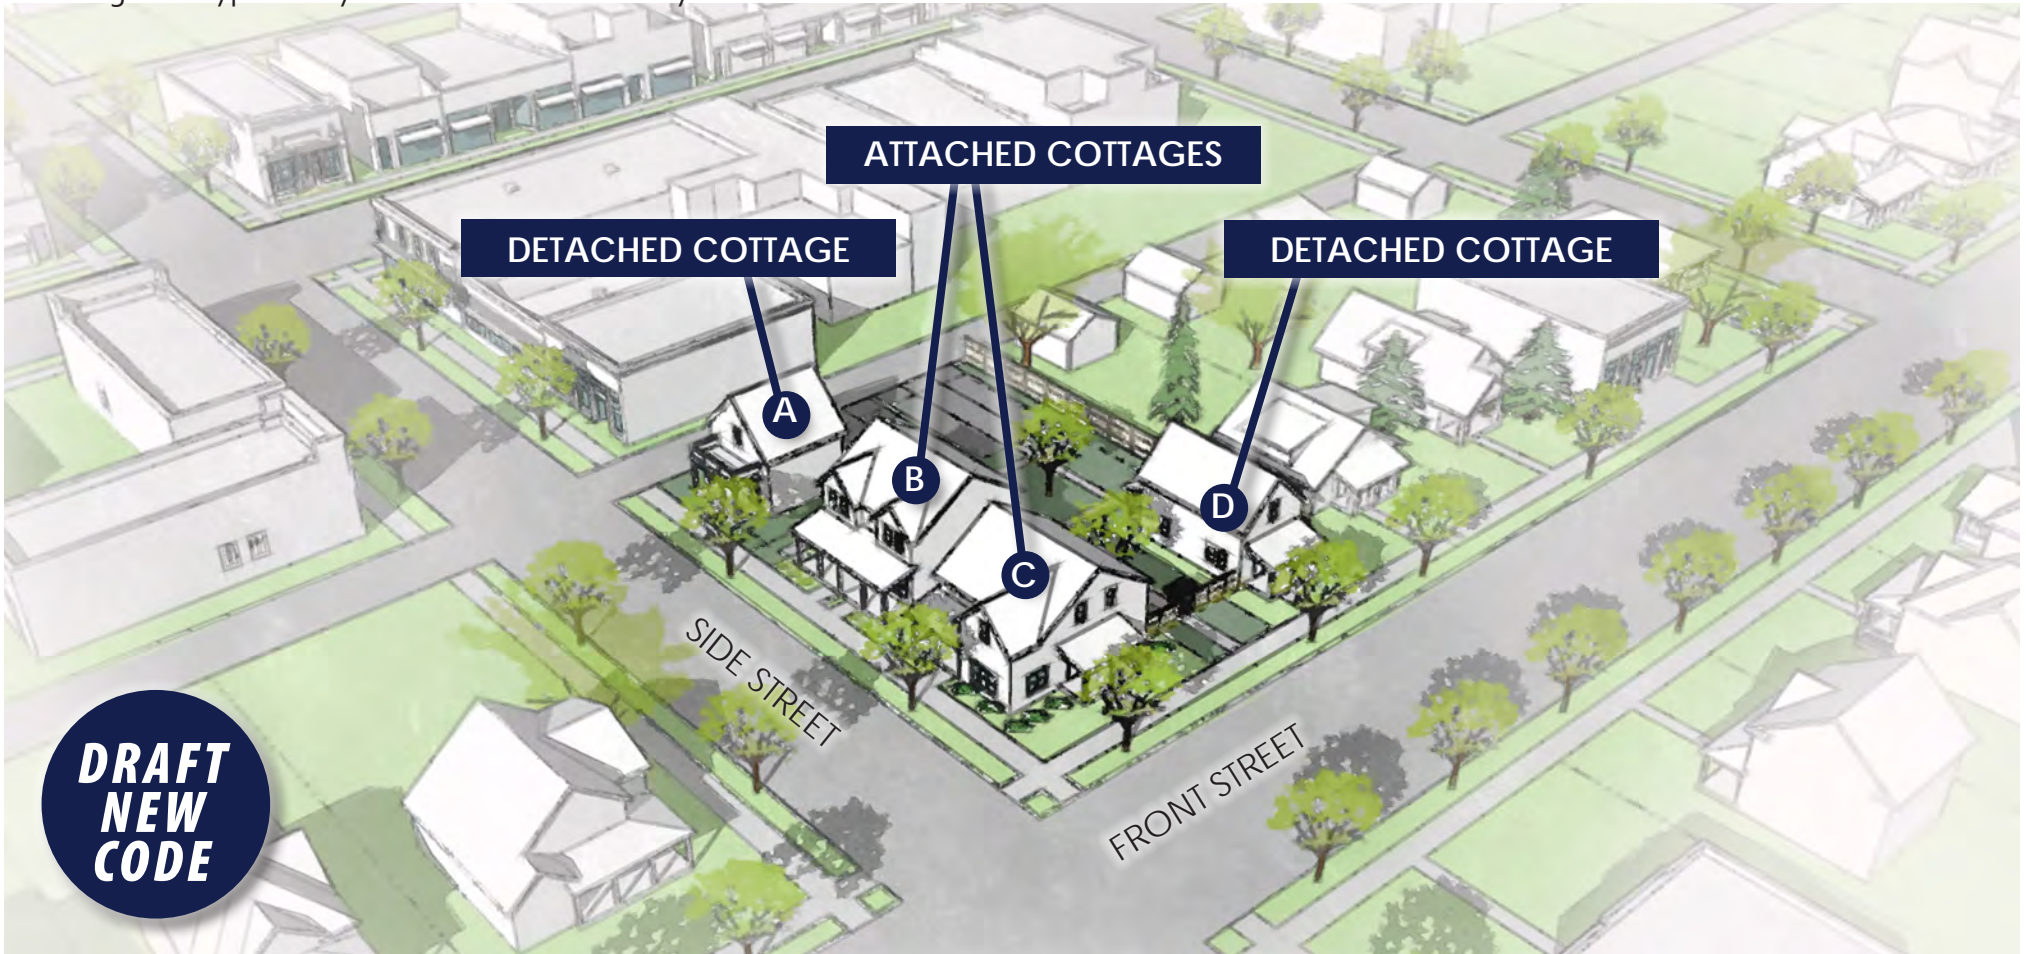 ATTACHED COTTAGES
DETACHED COTTAGE
DETACHED COTTAGE
A
B
C
D
SIDE STREET
FRONT STREET
DRAFT
NEW
CODE